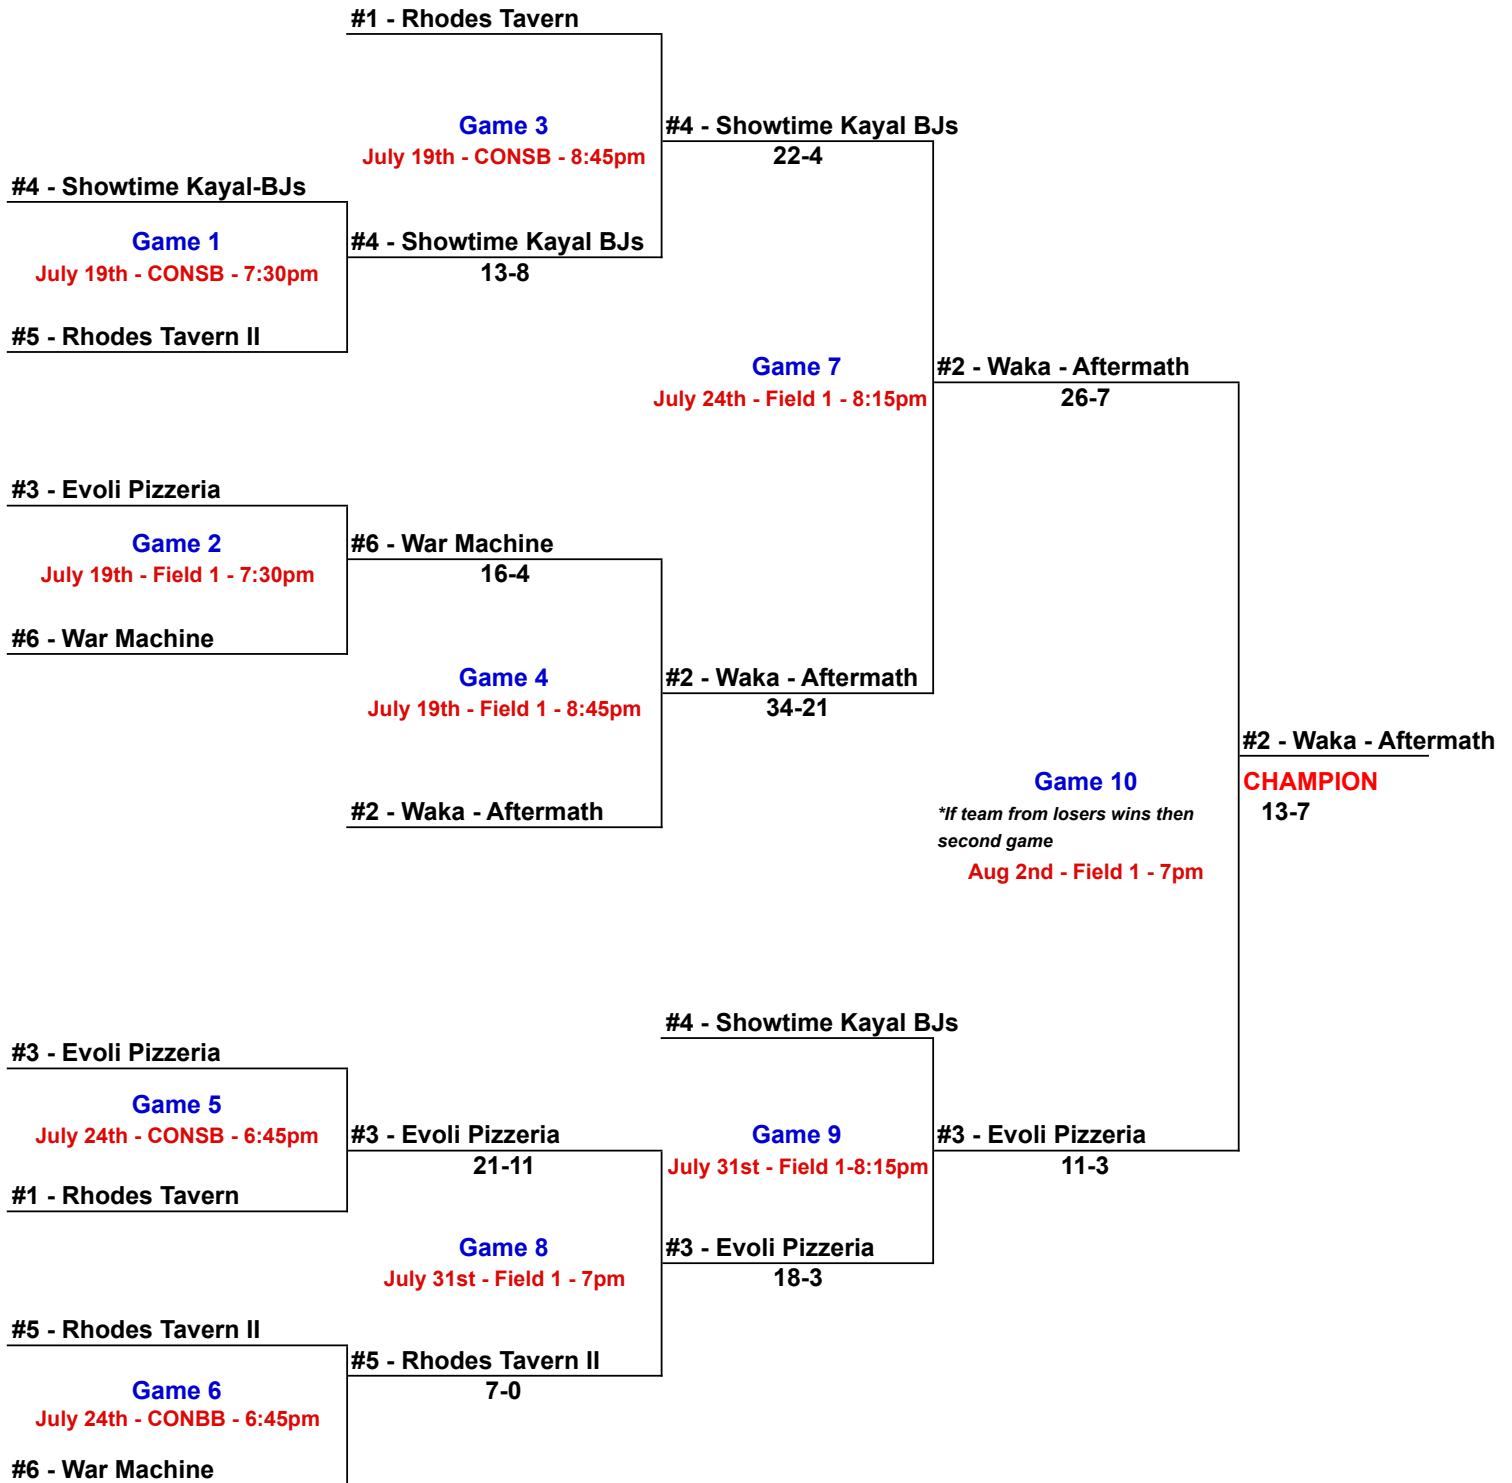 #1 - Rhodes Tavern
Game 3
July 19th - CONSB - 8:45pm
#4 - Showtime Kayal BJs
22-4
#4 - Showtime Kayal-BJs
Game 1
July 19th - CONSB - 7:30pm
#4 - Showtime Kayal BJs
13-8
#5 - Rhodes Tavern II
Game 7
July 24th - Field 1 - 8:15pm
#2 - Waka - Aftermath
26-7
#3 - Evoli Pizzeria
Game 2
July 19th - Field 1 - 7:30pm
#6 - War Machine
16-4
#6 - War Machine
Game 4
July 19th - Field 1 - 8:45pm
#2 - Waka - Aftermath
34-21
#2 - Waka - Aftermath
#2 - Waka - Aftermath
CHAMPION
13-7
Game 10
*If team from losers wins then
second game
Aug 2nd - Field 1 - 7pm
#4 - Showtime Kayal BJs
#3 - Evoli Pizzeria
Game 5
July 24th - CONSB - 6:45pm
#3 - Evoli Pizzeria
21-11
#1 - Rhodes Tavern
Game 9
July 31st - Field 1-8:15pm
#3 - Evoli Pizzeria
11-3
Game 8
July 31st - Field 1 - 7pm
#3 - Evoli Pizzeria
18-3
#5 - Rhodes Tavern II
Game 6
July 24th - CONBB - 6:45pm
#5 - Rhodes Tavern II
7-0
#6 - War Machine